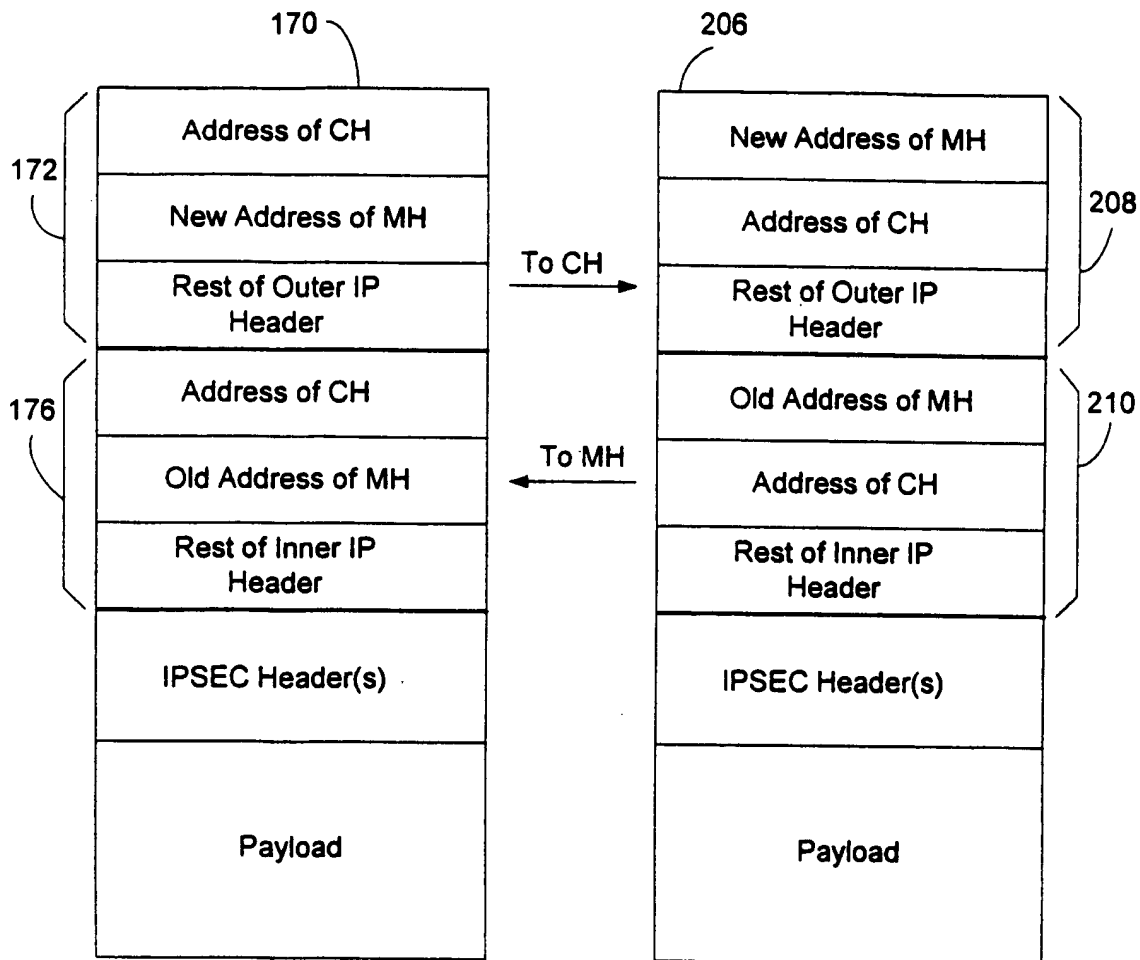 170
172
Address of CH
New Address of MH
Rest of Outer IP
Header
176
Address of CH
Old Address of MH
Rest of Inner IP
Header
IPSEC Header(s)
Payload
To CH
To MH
206
New Address of MH
Address of CH
Rest of Outer IP
Header
208
Old Address of MH
Address of CH
Rest of Inner IP
Header
210
IPSEC Header(s)
Payload